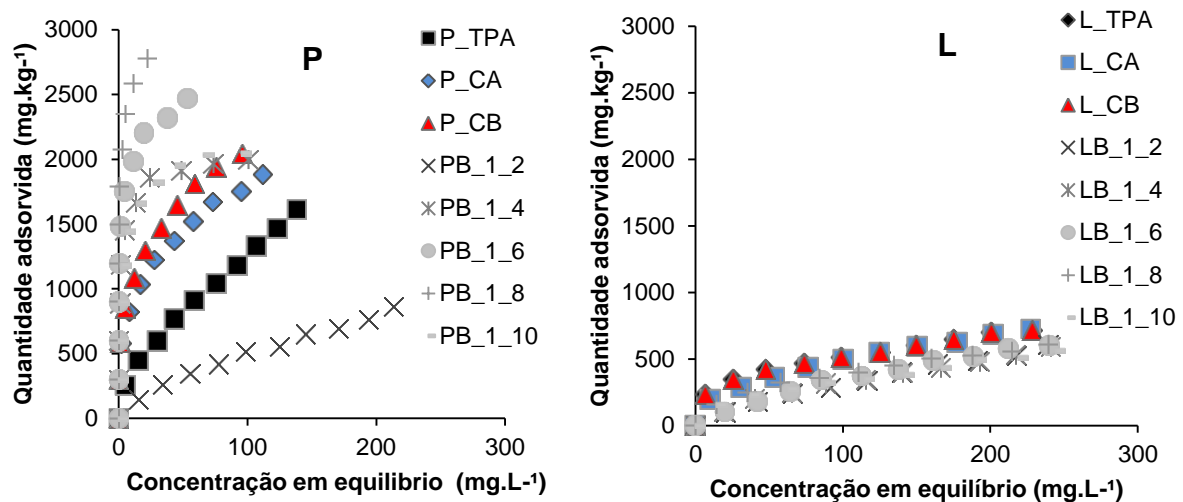 P
3000
2500
2000
1500
1000
500
0
Quantidade adsorvida (mg.kg-¹)
0 100 200 300
Concentração em equilibrio (mg.L-¹)
P_TPA
P_CA
P_CB
PB_1_2
PB_1_4
PB_1_6
PB_1_8
PB_1_10
L
3000
2500
2000
1500
1000
500
0
Quantidade adsorvida (mg.kg-¹)
0 100 200 300
Concentração em equilíbrio (mg.L-¹)
L_TPA
L_CA
L_CB
LB_1_2
LB_1_4
LB_1_6
LB_1_8
LB_1_10